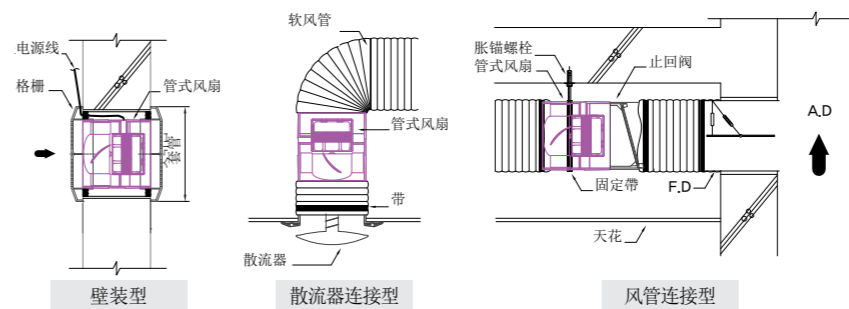 电源线
格栅
管式风扇
套管
壁装型
软风管
管式风扇
带
散流器
散流器连接型
胀锚螺栓
管式风扇
止回阀
A.D
固定带
F.D
天花
风管连接型